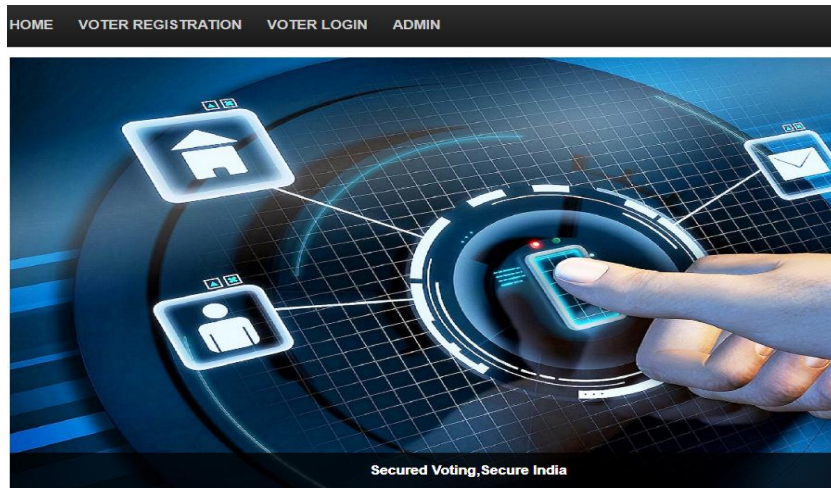 HOME VOTER REGISTRATION VOTER LOGIN ADMIN
Secured Voting,Secure India